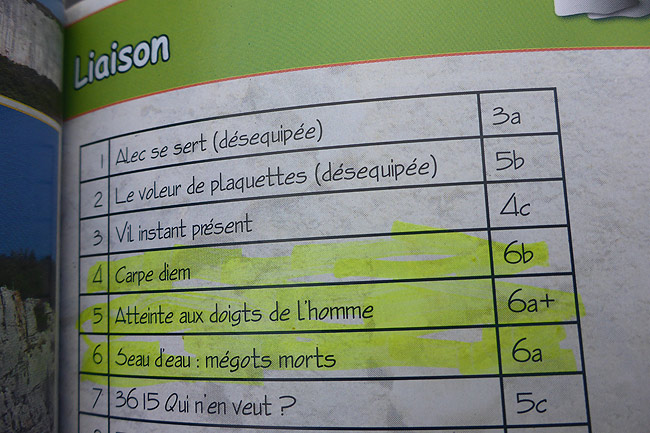 Liaison
1 Alec se sert (désequipée) 3a
2 Le voleur de plaquettes (désequipée) 5b
3 Vil instant présent 4c
4 Carpe diem 6b
5 Atteinte aux doigts de l'homme 6a+
6 Seau d'eau : mégots morts 6a
7 3615 Qui n'en veut ? 5c